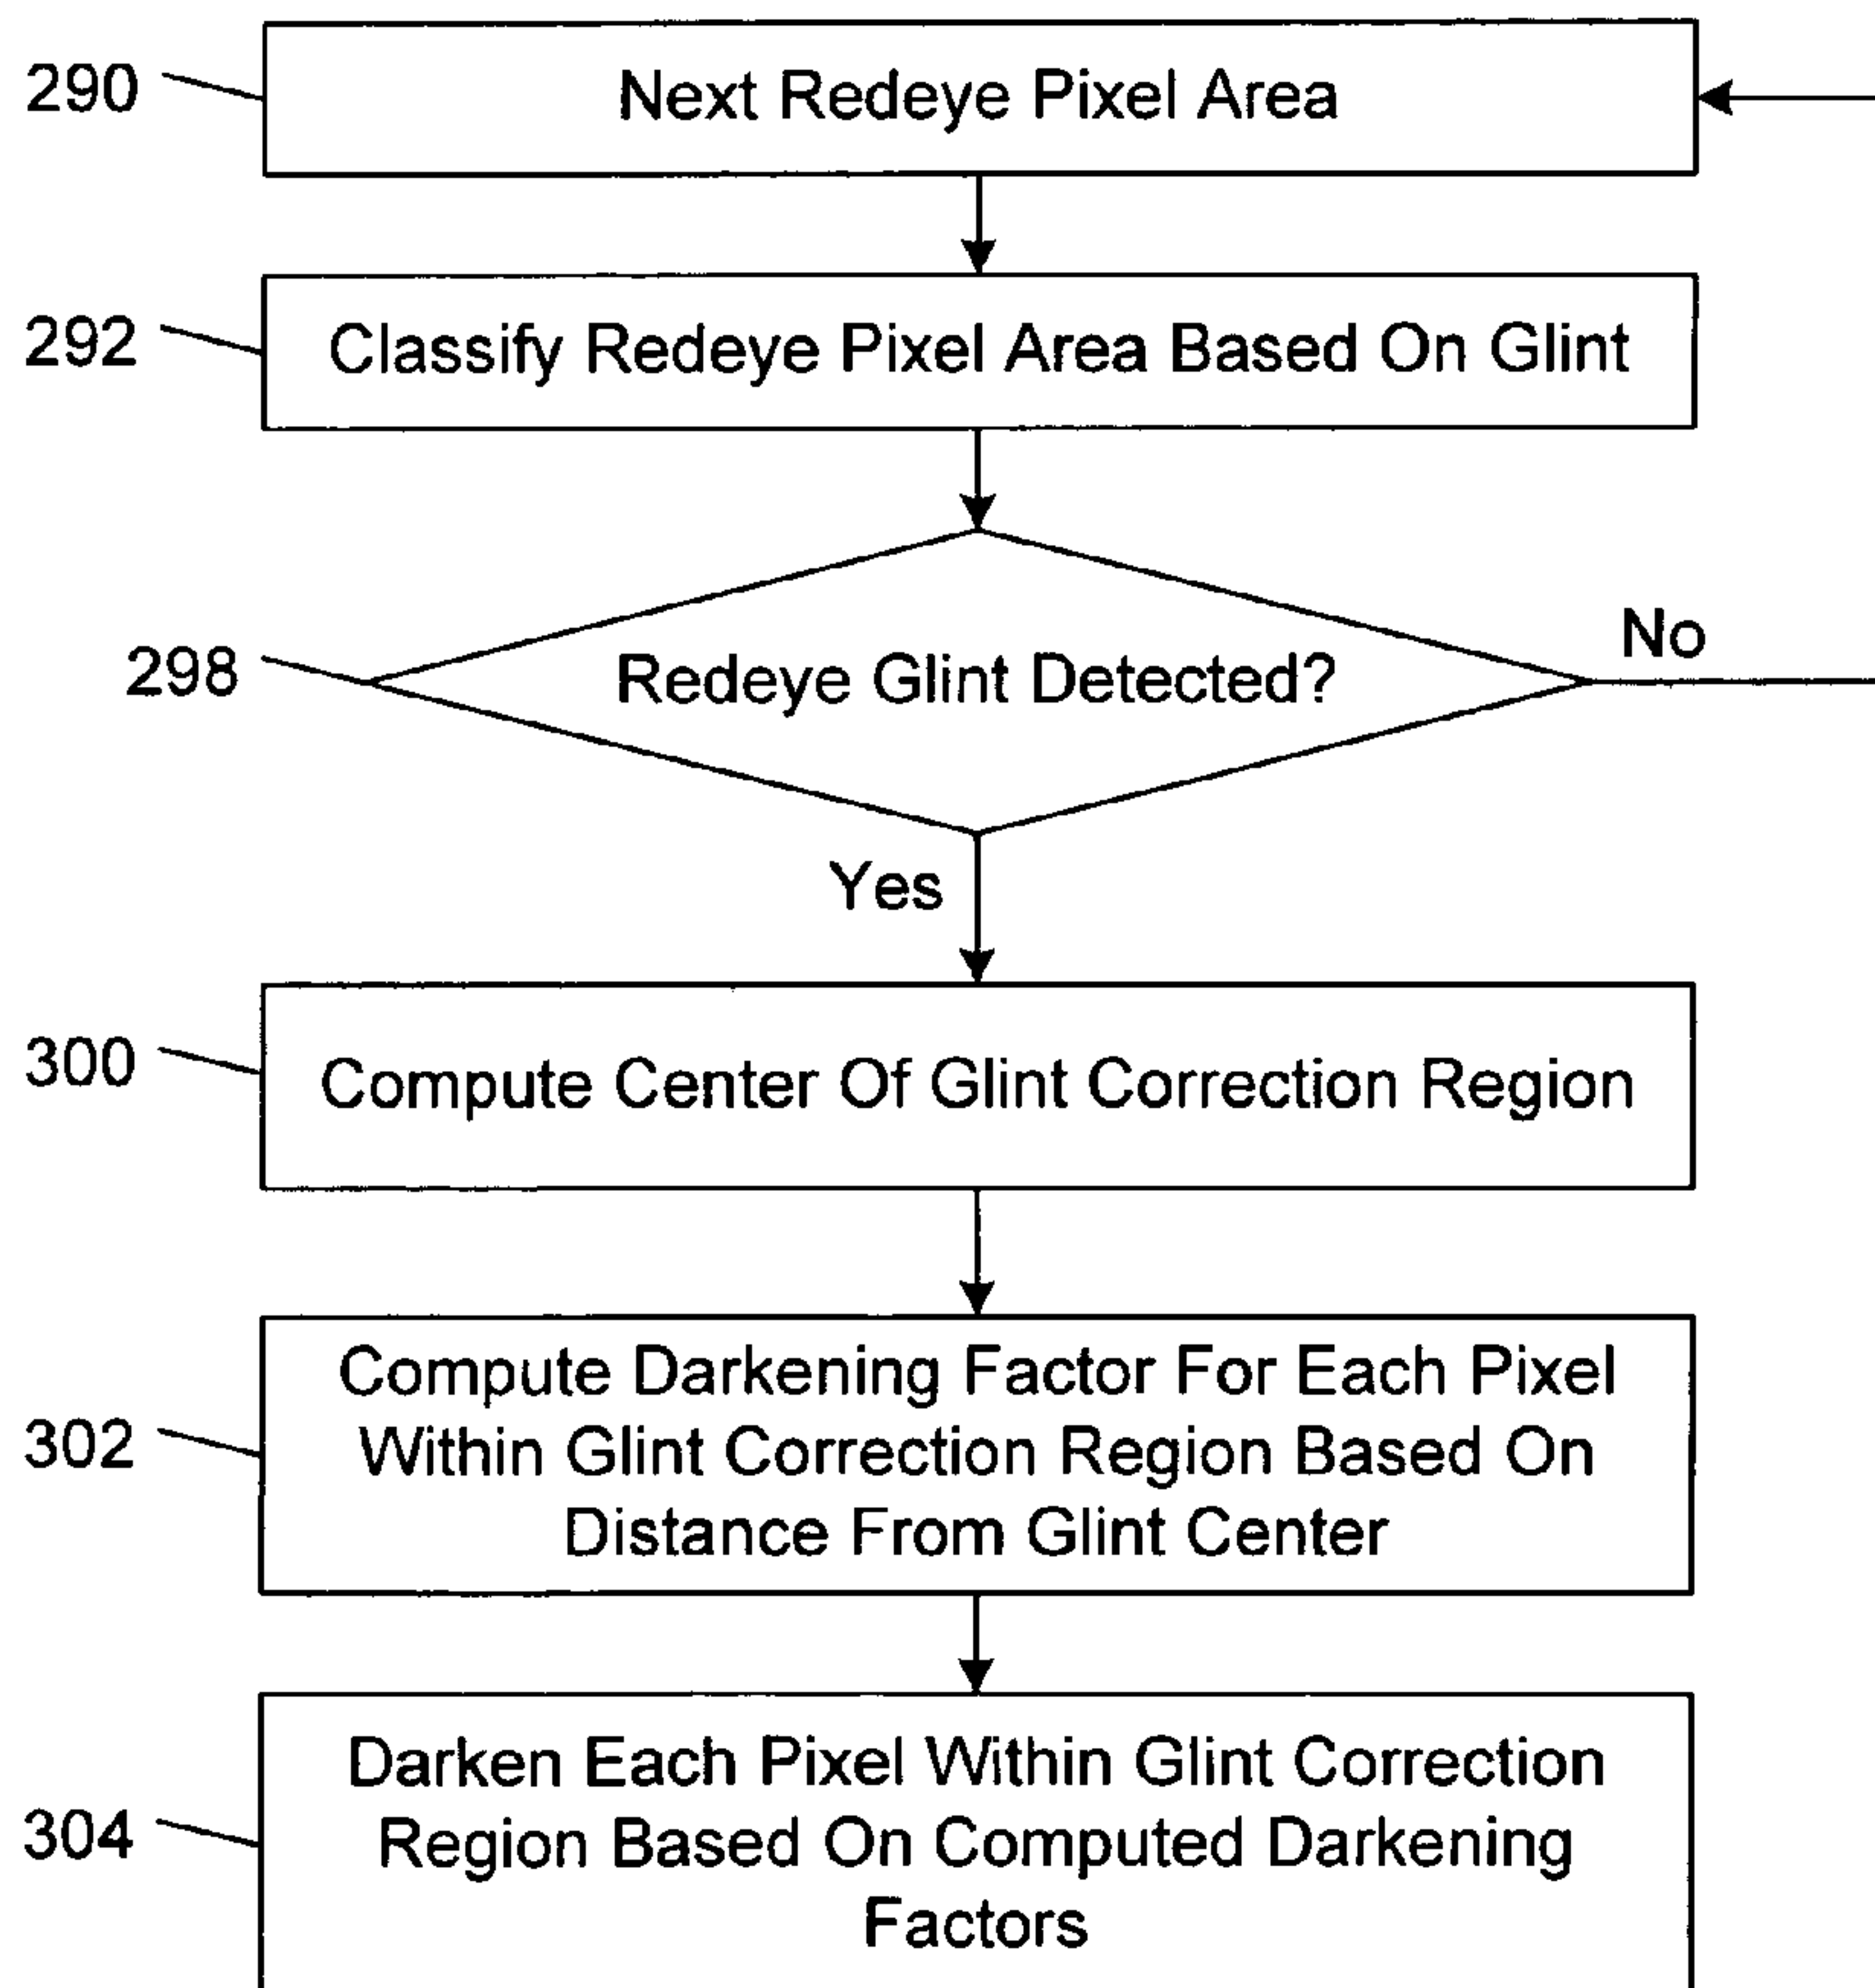 290
Next Redeye Pixel Area
292
Classify Redeye Pixel Area Based On Glint
298
Redeye Glint Detected?
No
Yes
300
Compute Center Of Glint Correction Region
302
Compute Darkening Factor For Each Pixel
Within Glint Correction Region Based On
Distance From Glint Center
304
Darken Each Pixel Within Glint Correction
Region Based On Computed Darkening
Factors